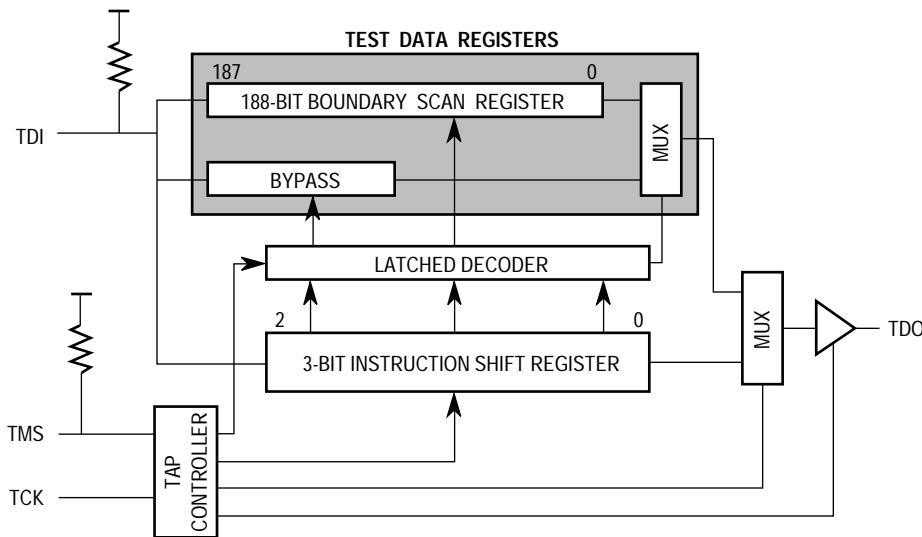 TEST DATA REGISTERS
187 0
188-BIT BOUNDARY SCAN REGISTER
TDI
MUX
BYPASS
LATCHED DECODER
2 0
3-BIT INSTRUCTION SHIFT REGISTER
MUX
TDO
TMS
TAP
CONTROLLER
TCK